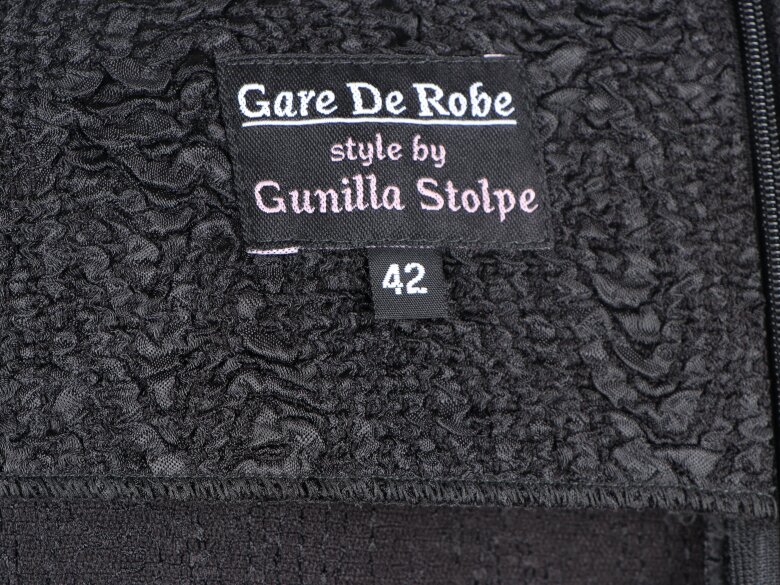 Gare De Robe
style by
Gunilla Stolpe
42